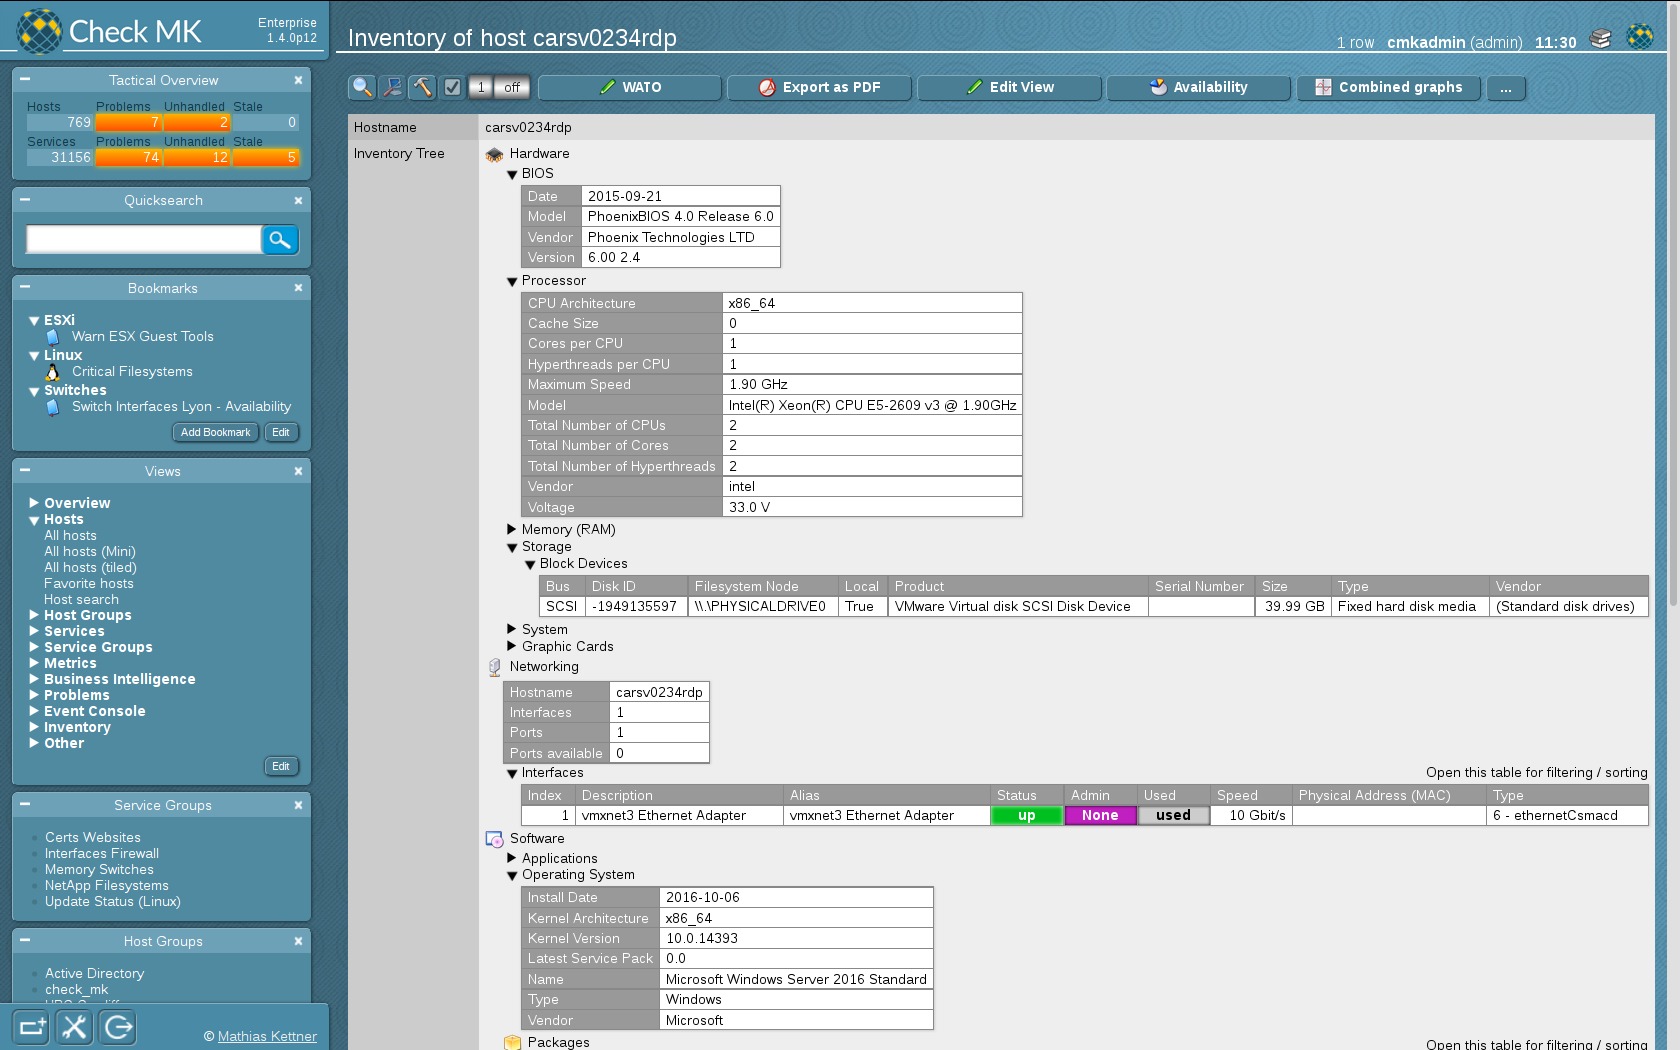 Check MK
Enterprise
1.4.0p12
Tactical Overview
Hosts Problems Unhandled Stale
769 7 2 0
Services Problems Unhandled Stale
31156 74 12 5
Quicksearch
Bookmarks
ESXi
Warn ESX Guest Tools
Linux
Critical Filesystems
Switches
Switch Interfaces Lyon - Availability
Add Bookmark Edit
Views
Overview
Hosts
All hosts
All hosts (Mini)
All hosts (tiled)
Favorite hosts
Host search
Host Groups
Services
Service Groups
Metrics
Business Intelligence
Problems
Event Console
Inventory
Other
Edit
Service Groups
Certs Websites
Interfaces Firewall
Memory Switches
NetApp Filesystems
Update Status (Linux)
Host Groups
Active Directory
check_mk
© Mathias Kettner
Inventory of host carsv0234rdp
1 row cmkadmin (admin) 11:30
1 off WATO Export as PDF Edit View Availability Combined graphs ...
Hostname carsv0234rdp
Inventory Tree Hardware
BIOS
Date 2015-09-21
Model PhoenixBIOS 4.0 Release 6.0
Vendor Phoenix Technologies LTD
Version 6.00 2.4
Processor
CPU Architecture x86_64
Cache Size 0
Cores per CPU 1
Hyperthreads per CPU 1
Maximum Speed 1.90 GHz
Model Intel(R) Xeon(R) CPU E5-2609 v3 @ 1.90GHz
Total Number of CPUs 2
Total Number of Cores 2
Total Number of Hyperthreads 2
Vendor intel
Voltage 33.0 V
Memory (RAM)
Storage
Block Devices
Bus Disk ID Filesystem Node Local Product Serial Number Size Type Vendor
SCSI -1949135597 \\.\PHYSICALDRIVE0 True VMware Virtual disk SCSI Disk Device 39.99 GB Fixed hard disk media (Standard disk drives)
System
Graphic Cards
Networking
Hostname carsv0234rdp
Interfaces 1
Ports 1
Ports available 0
Interfaces Open this table for filtering / sorting
Index Description Alias Status Admin Used Speed Physical Address (MAC) Type
1 vmxnet3 Ethernet Adapter vmxnet3 Ethernet Adapter up None used 10 Gbit/s 6 - ethernetCsmacd
Software
Applications
Operating System
Install Date 2016-10-06
Kernel Architecture x86_64
Kernel Version 10.0.14393
Latest Service Pack 0.0
Name Microsoft Windows Server 2016 Standard
Type Windows
Vendor Microsoft
Packages Open this table for filtering / sorting